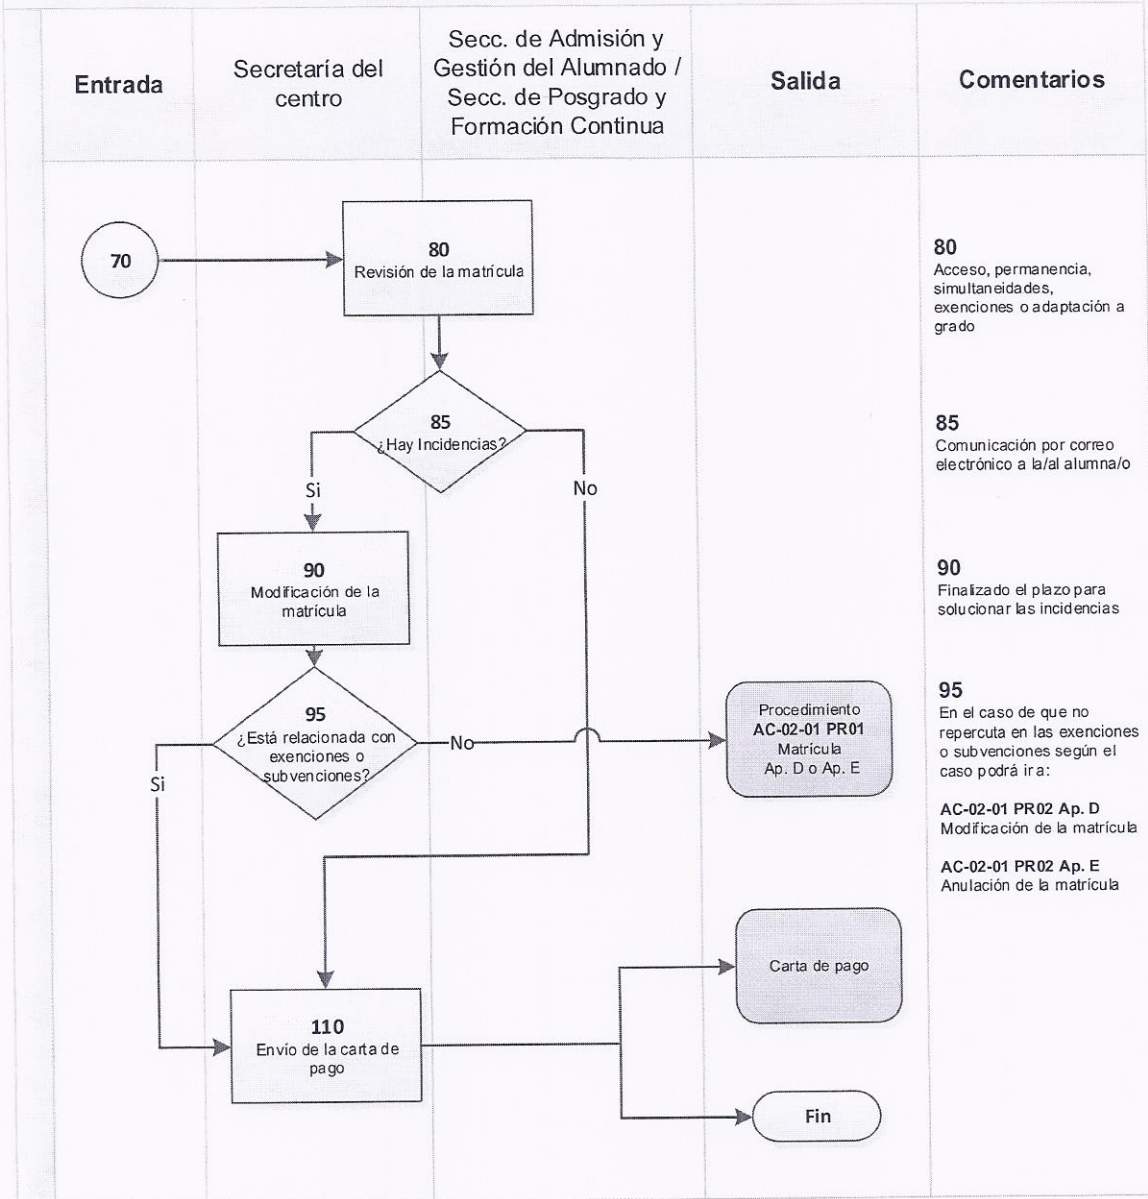 Entrada
Secretaría del
centro
Secc. de Admisión y
Gestión del Alumnado /
Secc. de Posgrado y
Formación Continua
Salida
Comentarios
70
80
Revisión de la matrícula
80
Acceso, permanencia,
simultaneidades,
exenciones o adaptación a
grado
85
¿Hay Incidencias?
85
Comunicación por correo
electrónico a la/al alumna/o
Si
No
90
Modificación de la
matrícula
90
Finalizado el plazo para
solucionar las incidencias
95
¿Está relacionada con
exenciones o
subvenciones?
Si
No
Procedimiento
AC-02-01 PR01
Matrícula
Ap. D o Ap. E
95
En el caso de que no
repercuta en las exenciones
o subvenciones según el
caso podrá ir a:
AC-02-01 PR02 Ap. D
Modificación de la matrícula
AC-02-01 PR02 Ap. E
Anulación de la matrícula
110
Envío de la carta de
pago
Carta de pago
Fin